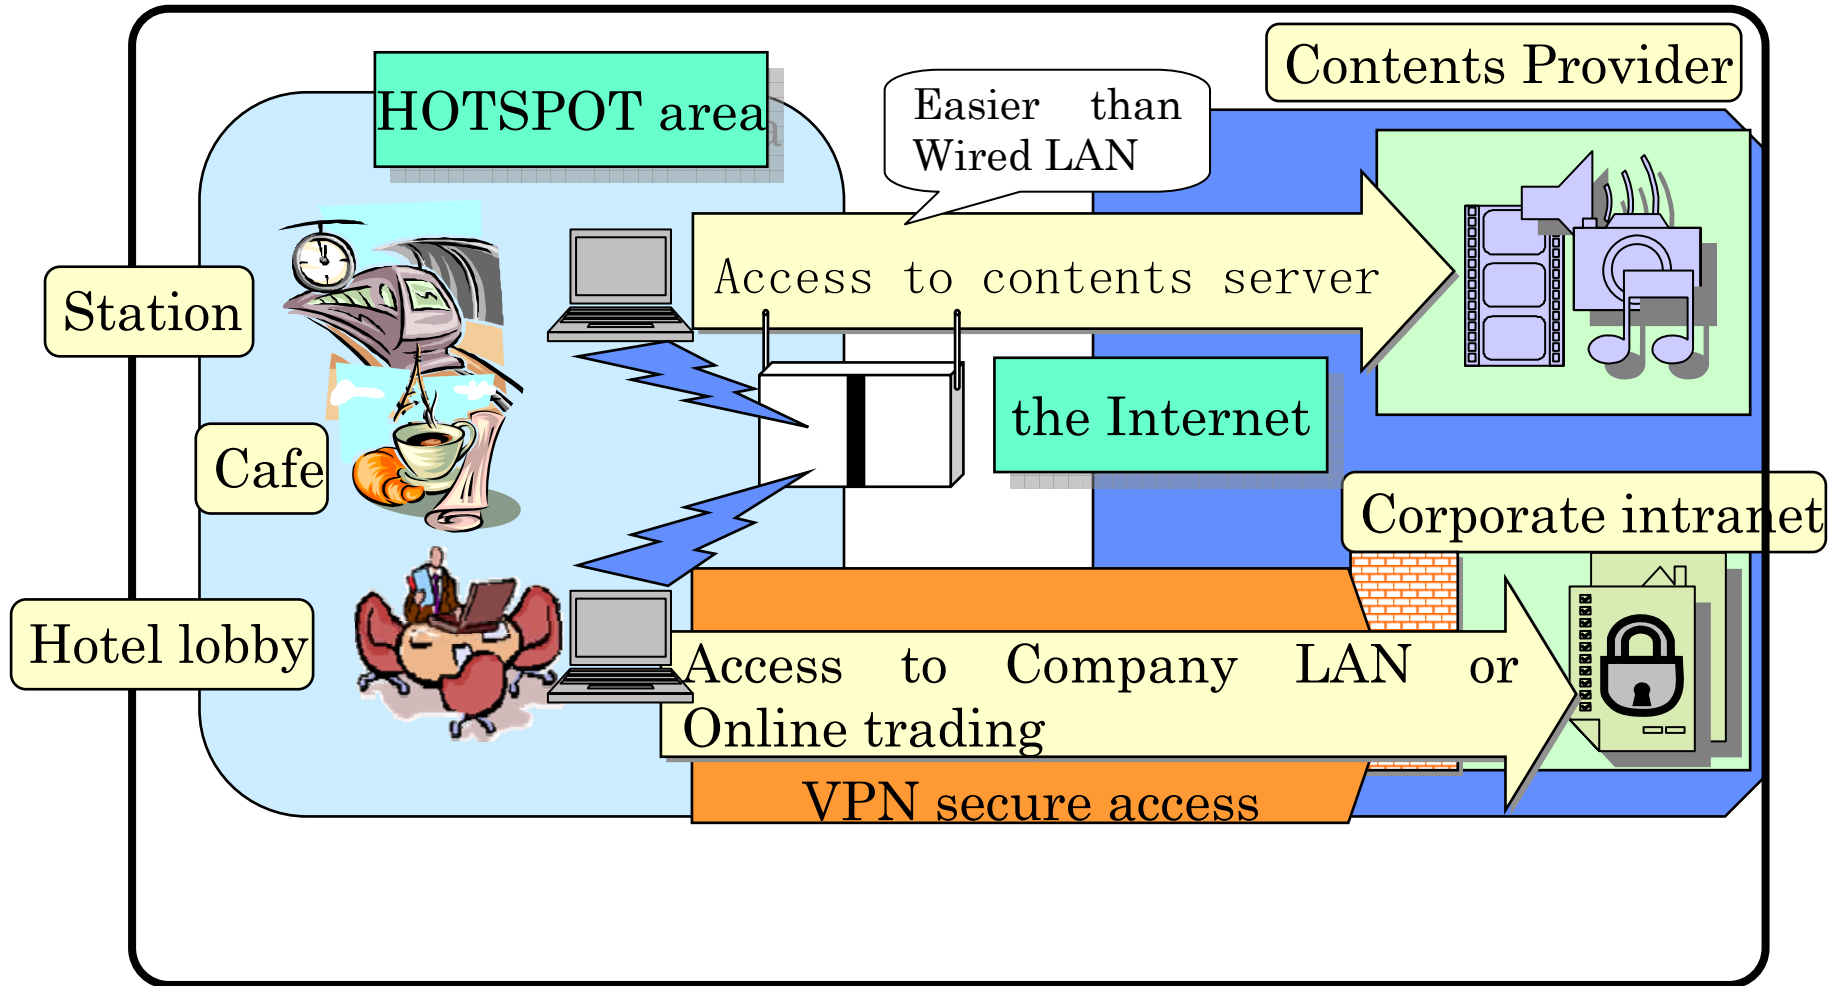 Contents Provider
HOTSPOT area
Easier than
Wired LAN
Station
Access to contents server
the Internet
Cafe
Corporate intranet
Hotel lobby
Access to Company LAN or
Online trading
VPN secure access